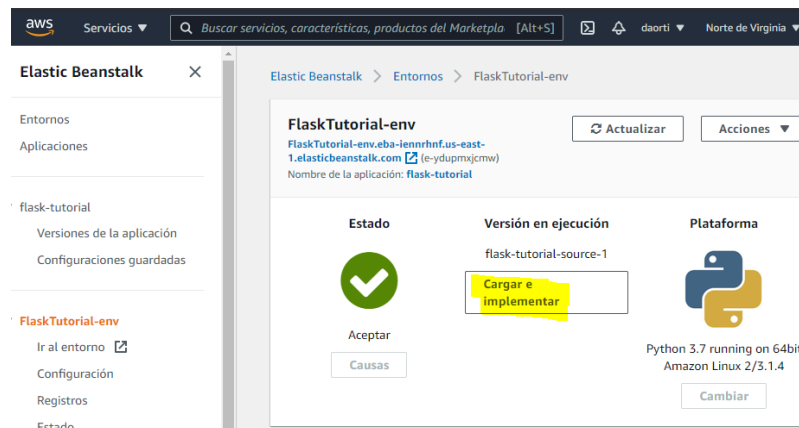 aws
Servicios ▼
Buscar servicios, características, productos del Marketpla [Alt+S]
daorti ▼
Norte de Virginia ▼
Elastic Beanstalk
Entornos
Aplicaciones
flask-tutorial
Versiones de la aplicación
Configuraciones guardadas
FlaskTutorial-env
Ir al entorno
Configuración
Registros
Estado
Elastic Beanstalk > Entornos > FlaskTutorial-env
FlaskTutorial-env
FlaskTutorial-env.eba-iennrhnf.us-east-
1.elasticbeanstalk.com (e-ydupmxjcmw)
Nombre de la aplicación: flask-tutorial
Actualizar
Acciones ▼
Estado
Aceptar
Causas
Versión en ejecución
flask-tutorial-source-1
Cargar e
implementar
Plataforma
Python 3.7 running on 64bit
Amazon Linux 2/3.1.4
Cambiar